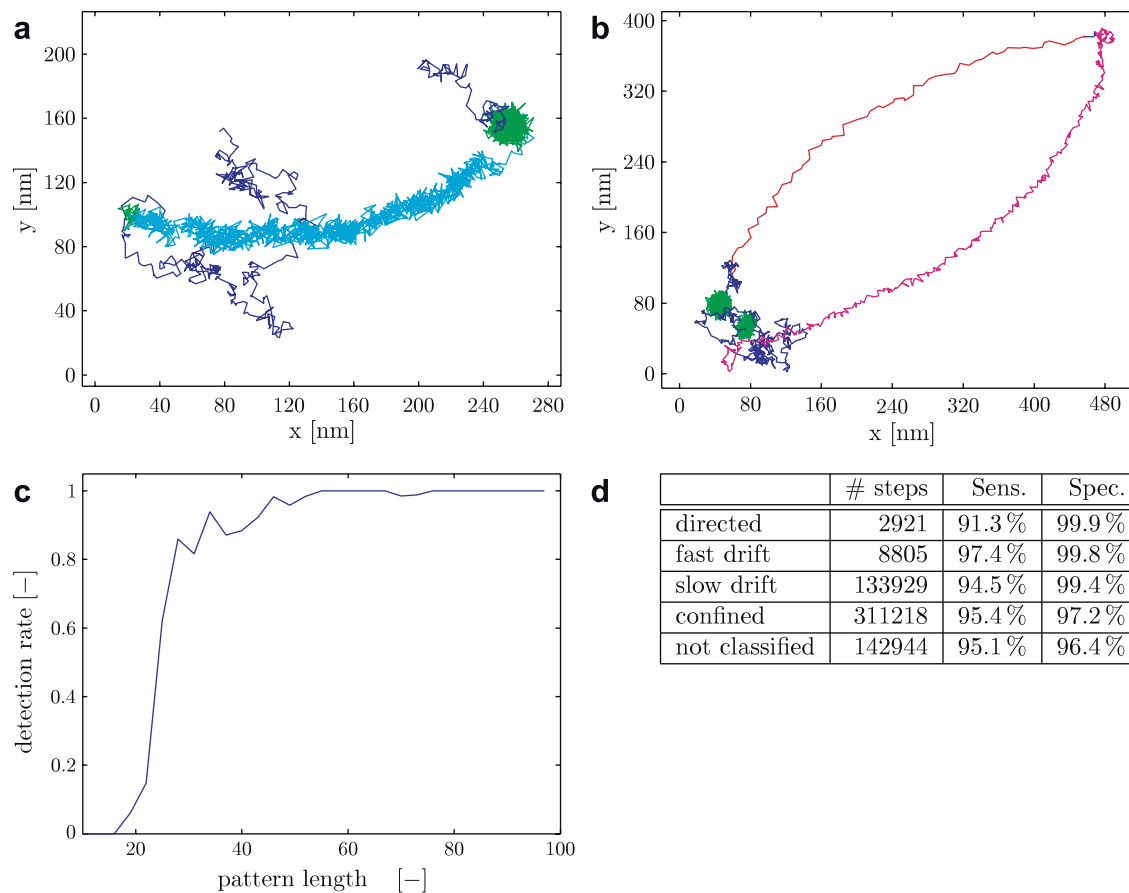 a
200
160
120
80
40
0
y [nm]
0 40 80 120 160 200 240 280
x [nm]
b
400
320
240
160
80
0
y [nm]
0 80 160 240 320 400 480
x [nm]
c
1
0.8
0.6
0.4
0.2
0
detection rate [−]
20 40 60 80 100
pattern length [−]
d
# steps Sens. Spec.
directed 2921 91.3 % 99.9 %
fast drift 8805 97.4 % 99.8 %
slow drift 133929 94.5 % 99.4 %
confined 311218 95.4 % 97.2 %
not classified 142944 95.1 % 96.4 %